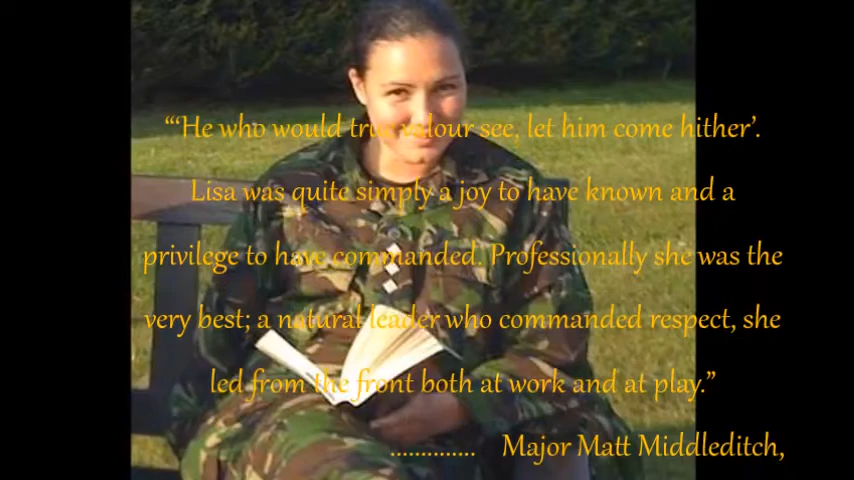 “‘He who would true valour see, let him come hither’.
Lisa was quite simply a joy to have known and a
privilege to have commanded. Professionally she was the
very best; a natural leader who commanded respect, she
led from the front both at work and at play.”
.............. Major Matt Middleditch,